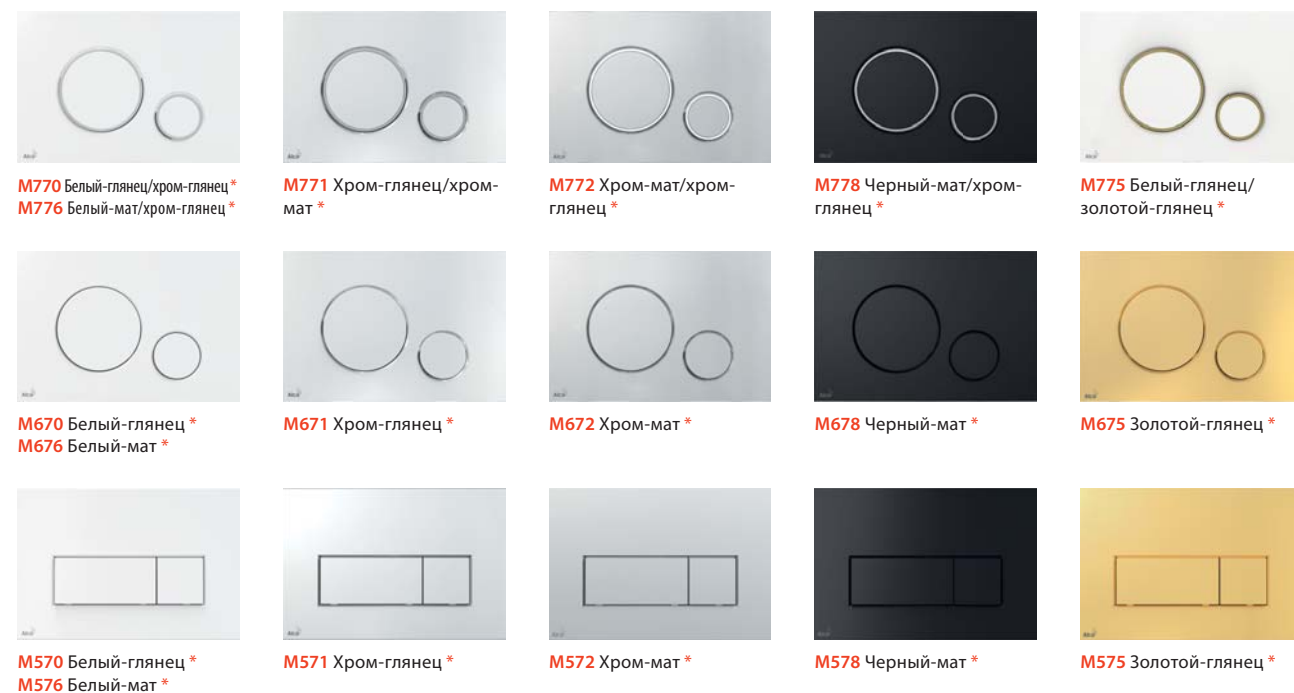 M770 Белый-глянец/хром-глянец *
M776 Белый-мат/хром-глянец *
M771 Хром-глянец/хром-
мат *
M772 Хром-мат/хром-
глянец *
M778 Черный-мат/хром-
глянец *
M775 Белый-глянец/
золотой-глянец *
M670 Белый-глянец *
M676 Белый-мат *
M671 Хром-глянец *
M672 Хром-мат *
M678 Черный-мат *
M675 Золотой-глянец *
M570 Белый-глянец *
M576 Белый-мат *
M571 Хром-глянец *
M572 Хром-мат *
M578 Черный-мат *
M575 Золотой-глянец *